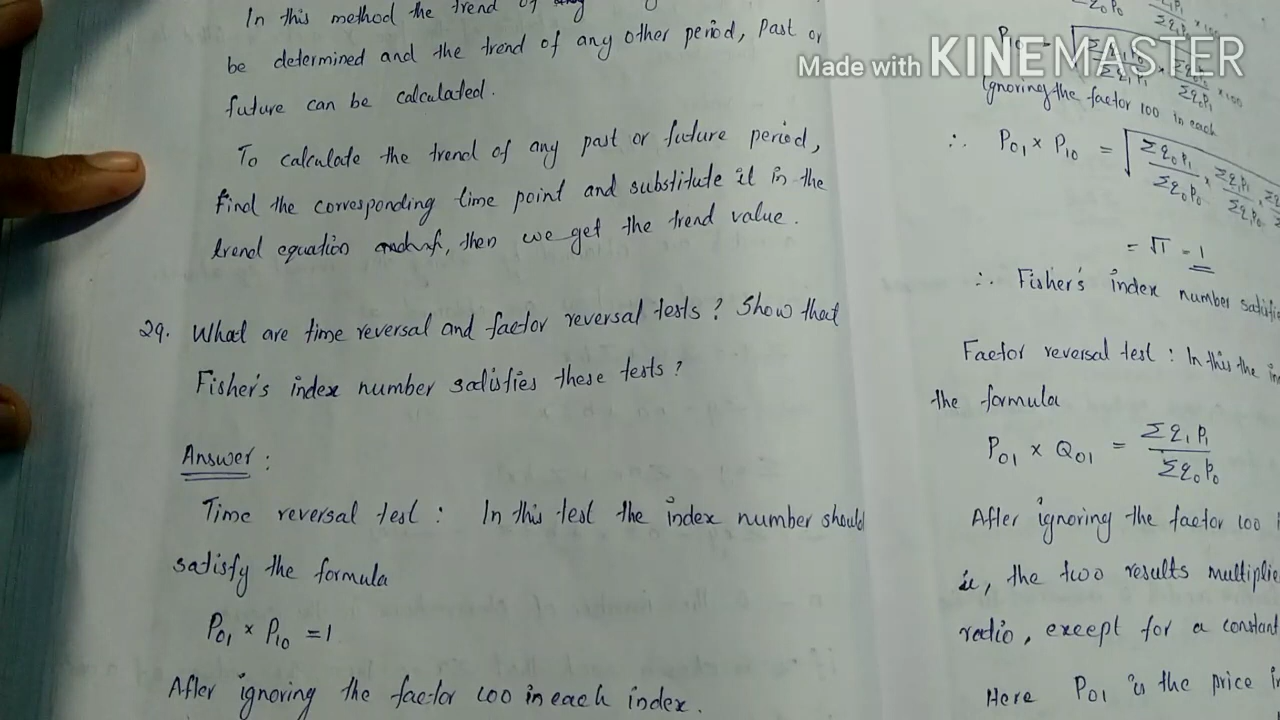 In this method the trend of any
be determined and the trend of any other period, Past or
future can be calculated.
To calculate the trend of any past or future period,
find the corresponding time point and substitute it in the
trend equation then we get the trend value.
29. What are time reversal and factor reversal tests? Show that
Fisher's index number satisfies these tests?
Answer:
Time reversal test: In this test the index number should
satisfy the formula
P₀₁ × P₁₀ = 1
After ignoring the factor 100 in each index.
Made with KINEMASTER
Ignoring the factor 100 in each
∴ P₀₁ × P₁₀ = √ Σq₀P₁/Σq₀P₀ × Σq₁P₁/Σq₁P₀ ×
= √1 = 1
∴ Fisher's index number
Factor reversal test: In this the
the formula
P₀₁ × Q₀₁ = Σq₁P₁/Σq₀P₀
After ignoring the factor 100
ie, the two results
ratio, except for a constant
Here P₀₁ is the price